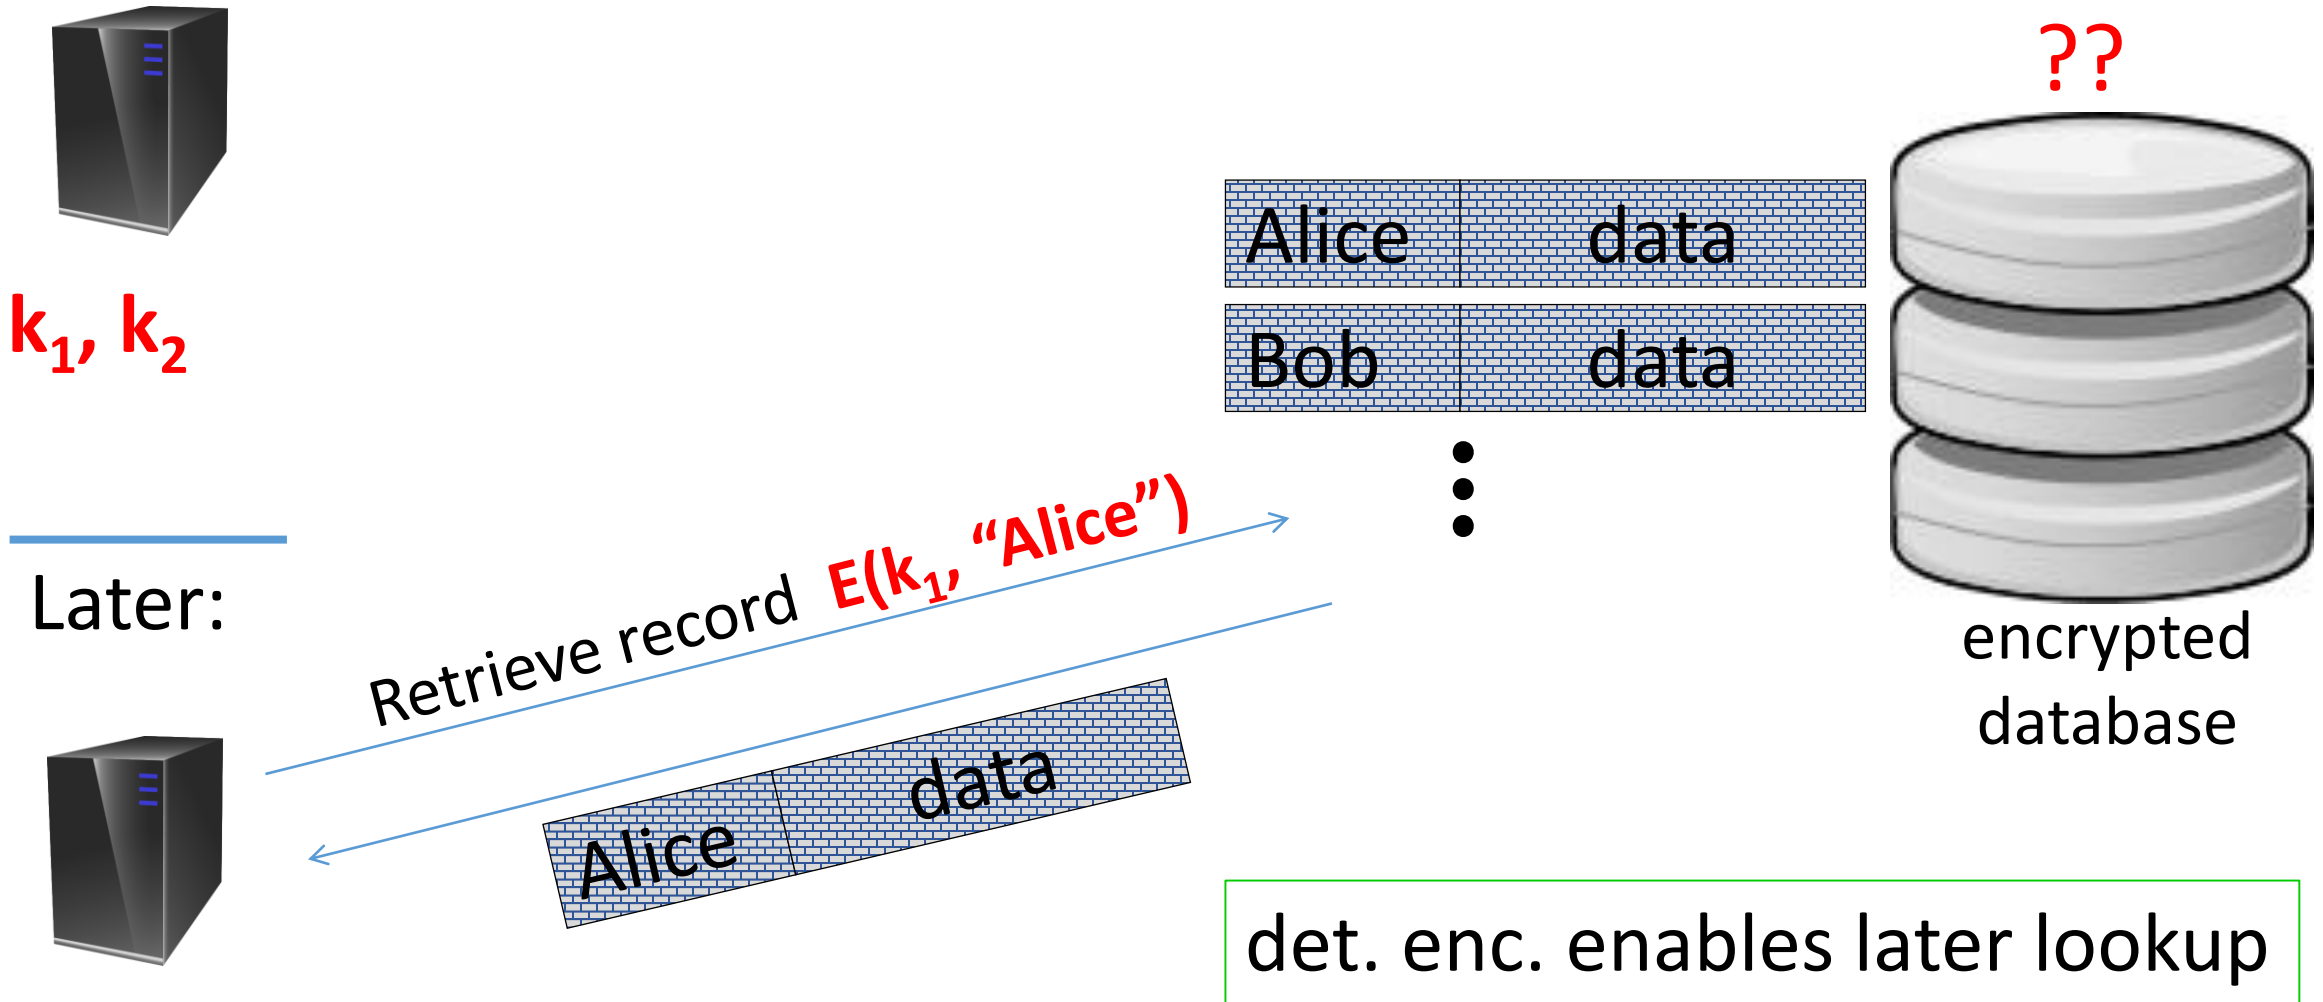 ??
Alice data
Bob data
k₁, k₂
Later:
Retrieve record E(k₁, “Alice”)
Alice data
encrypted
database
det. enc. enables later lookup